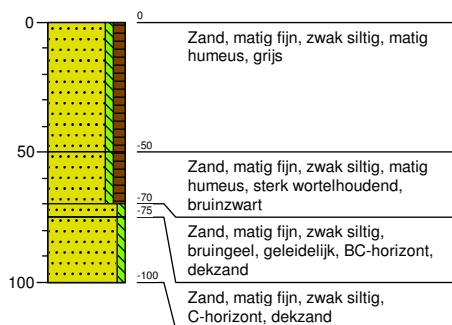 0
0
Zand, matig fijn, zwak siltig, matig
humeus, grijs
50
-50
Zand, matig fijn, zwak siltig, matig
humeus, sterk wortelhoudend,
bruinzwart
-70
-75
Zand, matig fijn, zwak siltig,
bruingeel, geleidelijk, BC-horizont,
dekzand
100
-100
Zand, matig fijn, zwak siltig,
C-horizont, dekzand